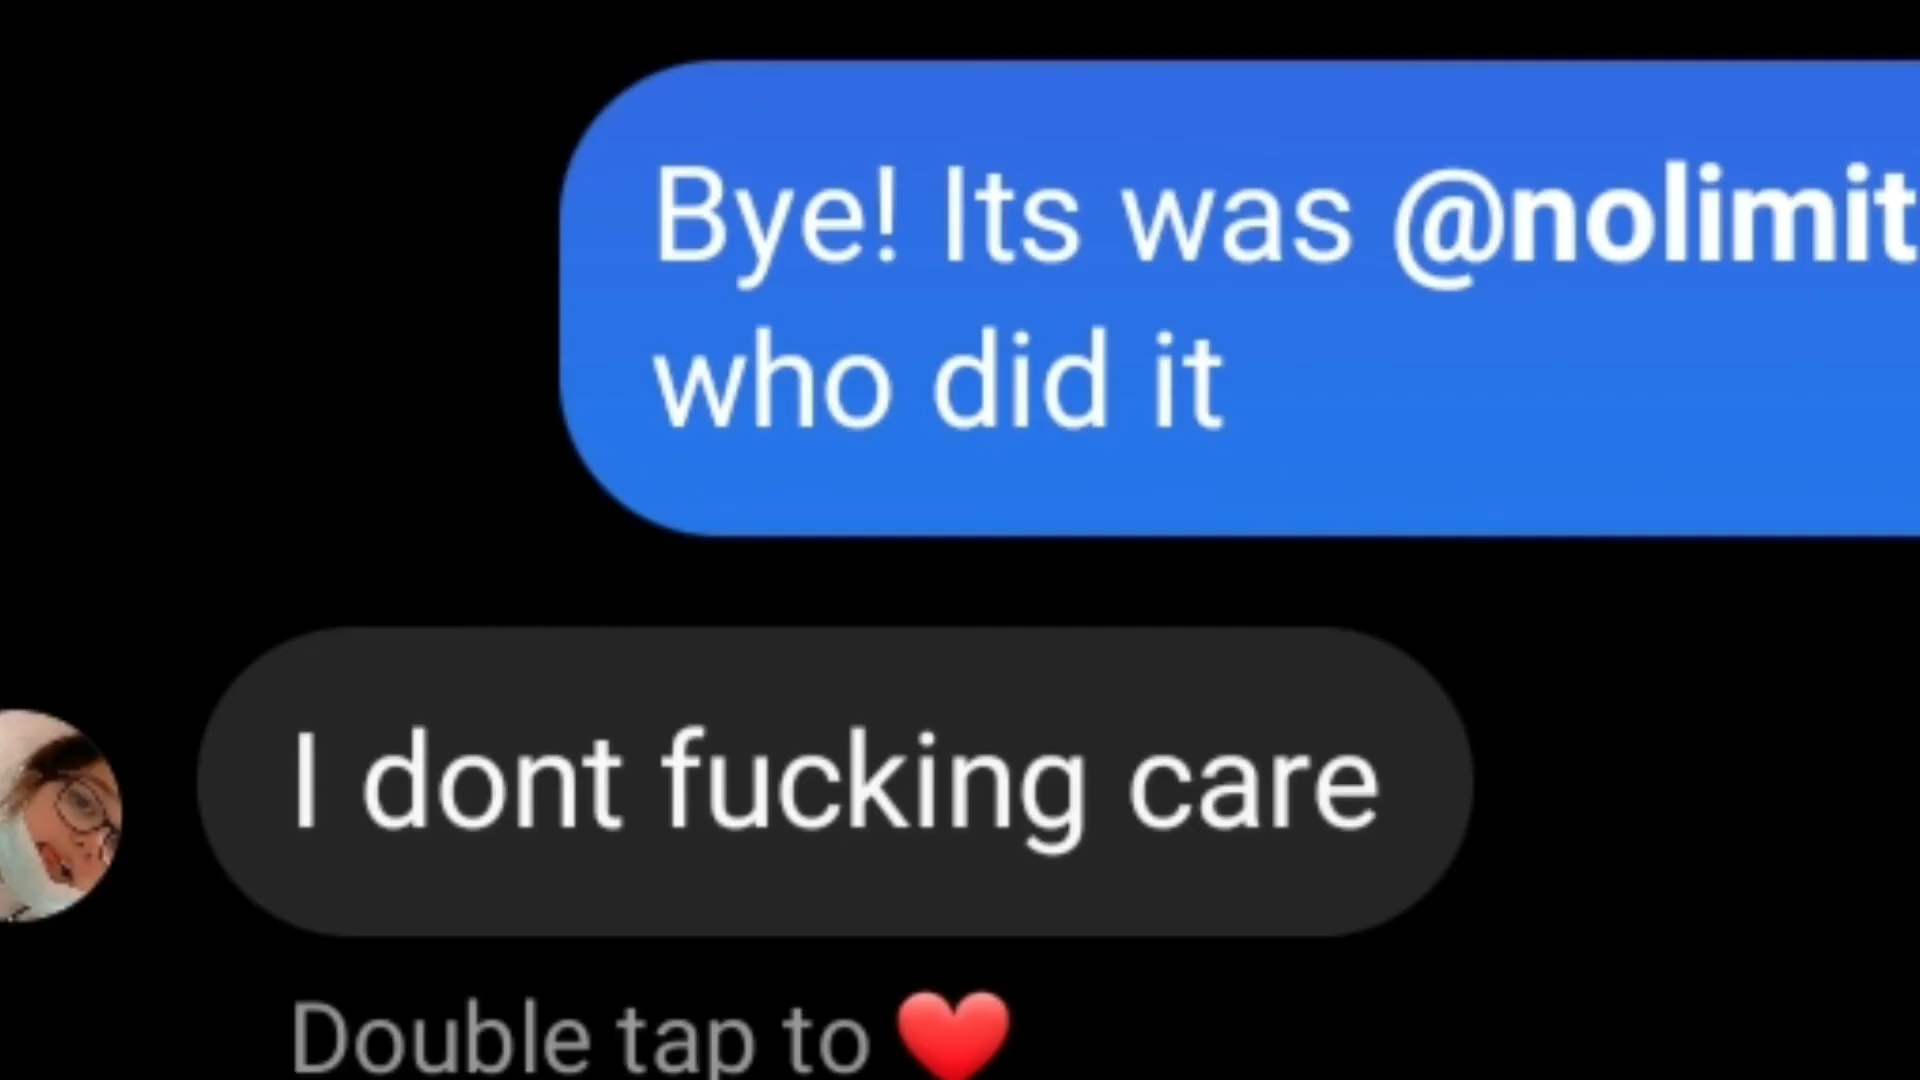 Bye! Its was @nolimit
who did it
I dont fucking care
Double tap to ❤️